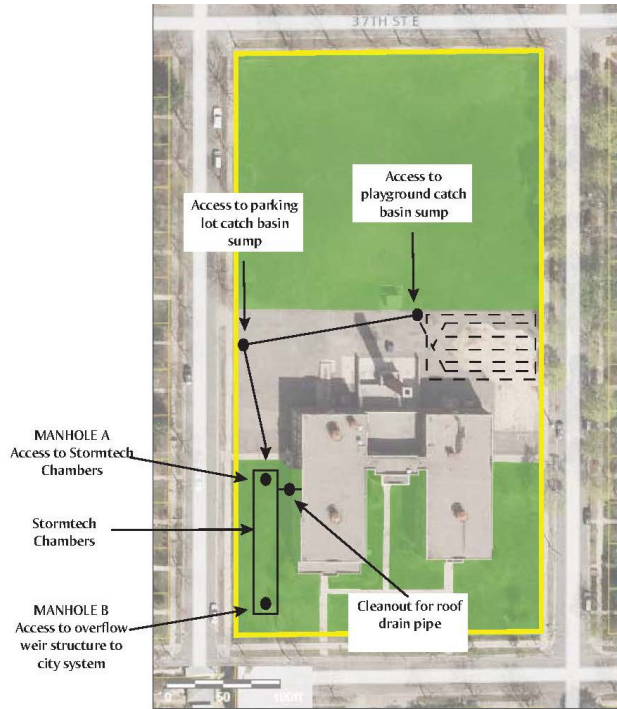 37TH ST E
Access to
playground catch
basin sump
Access to parking
lot catch basin
sump
MANHOLE A
Access to Stormtech
Chambers
Stormtech
Chambers
MANHOLE B
Access to overflow
weir structure to
city system
Cleanout for roof
drain pipe
0 50 100ft